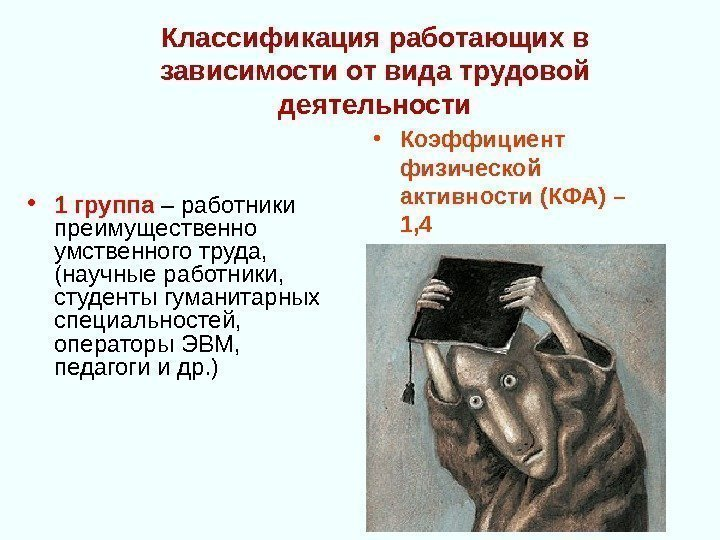 Классификация работающих в
зависимости от вида трудовой
деятельности
• 1 группа – работники
преимущественно
умственного труда,
(научные работники,
студенты гуманитарных
специальностей,
операторы ЭВМ,
педагоги и др.)
• Коэффициент
физической
активности (КФА) –
1,4